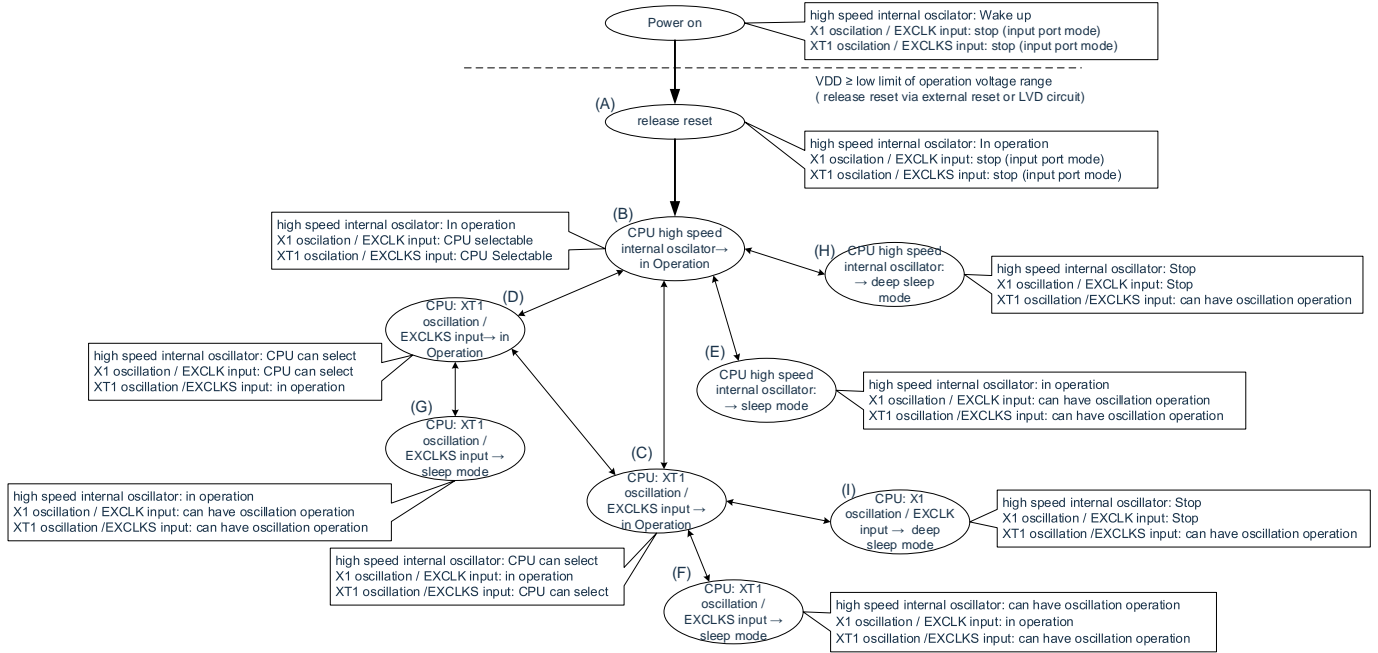 Power on
high speed internal oscilator: Wake up
X1 oscilation / EXCLK input: stop (input port mode)
XT1 oscilation / EXCLKS input: stop (input port mode)
VDD ≥ low limit of operation voltage range
( release reset via external reset or LVD circuit)
(A)
release reset
high speed internal oscilator: In operation
X1 oscilation / EXCLK input: stop (input port mode)
XT1 oscilation / EXCLKS input: stop (input port mode)
(B)
CPU high speed
internal oscilator→
in Operation
high speed internal oscilator: In operation
X1 oscilation / EXCLK input: CPU selectable
XT1 oscilation / EXCLKS input: CPU Selectable
(H)
CPU high speed
internal oscillator:
→ deep sleep
mode
high speed internal oscillator: Stop
X1 oscillation / EXCLK input: Stop
XT1 oscillation /EXCLKS input: can have oscillation operation
(D)
CPU: XT1
oscillation /
EXCLKS input→ in
Operation
high speed internal oscillator: CPU can select
X1 oscillation / EXCLK input: CPU can select
XT1 oscillation /EXCLKS input: in operation
(E)
CPU high speed
internal oscillator:
→ sleep mode
high speed internal oscillator: in operation
X1 oscillation / EXCLK input: can have oscillation operation
XT1 oscillation /EXCLKS input: can have oscillation operation
(G)
CPU: XT1
oscillation /
EXCLKS input →
sleep mode
high speed internal oscillator: in operation
X1 oscillation / EXCLK input: can have oscillation operation
XT1 oscillation /EXCLKS input: can have oscillation operation
(C)
CPU: XT1
oscillation /
EXCLKS input →
in Operation
high speed internal oscillator: CPU can select
X1 oscillation / EXCLK input: in operation
XT1 oscillation /EXCLKS input: CPU can select
(I)
CPU: X1
oscillation / EXCLK
input → deep
sleep mode
high speed internal oscillator: Stop
X1 oscillation / EXCLK input: Stop
XT1 oscillation /EXCLKS input: can have oscillation operation
(F)
CPU: XT1
oscillation /
EXCLKS input →
sleep mode
high speed internal oscillator: can have oscillation operation
X1 oscillation / EXCLK input: in operation
XT1 oscillation /EXCLKS input: can have oscillation operation